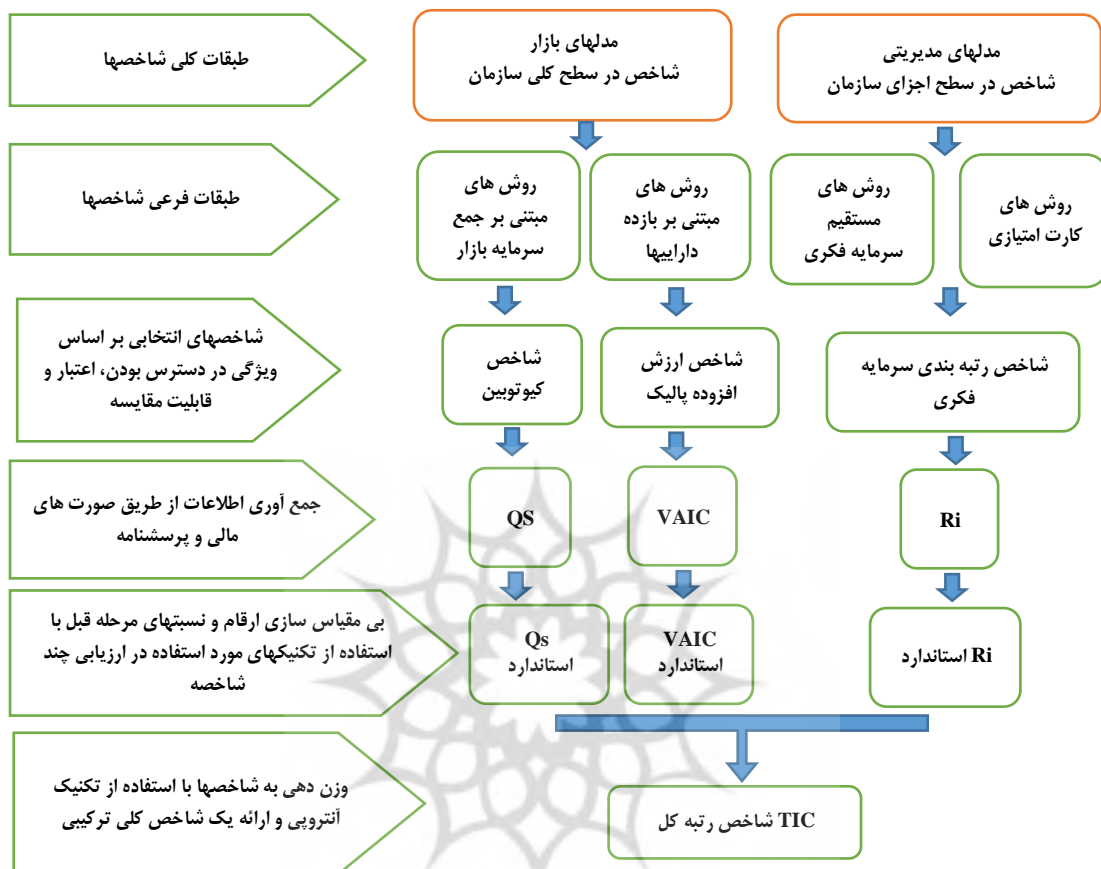 مدلهای مدیریتی
شاخص در سطح اجزای سازمان
مدلهای بازار
شاخص در سطح کلی سازمان
طبقات کلی شاخصها
روش های
کارت امتیازی
روش های
مستقیم
سرمایه فکری
روش های
مبتنی بر بازده
داراییها
روش های
مبتنی بر جمع
سرمایه بازار
طبقات فرعی شاخصها
شاخص رتبه بندی سرمایه
فکری
شاخص ارزش
افزوده پالیک
شاخص
کیوتوبین
شاخصهای انتخابی بر اساس
ویژگی در دسترس بودن، اعتبار و
قابلیت مقایسه
Ri
VAIC
QS
جمع آوری اطلاعات از طریق صورت های
مالی و پرسشنامه
Ri استاندارد
VAIC
استاندارد
Qs
استاندارد
بی مقیاس سازی ارقام و نسبتهای مرحله قبل با
استفاده از تکنیکهای مورد استفاده در ارزیابی چند
شاخصه
TIC شاخص رتبه کل
وزن دهی به شاخصها با استفاده از تکنیک
آنتروپی و ارائه یک شاخص کلی ترکیبی